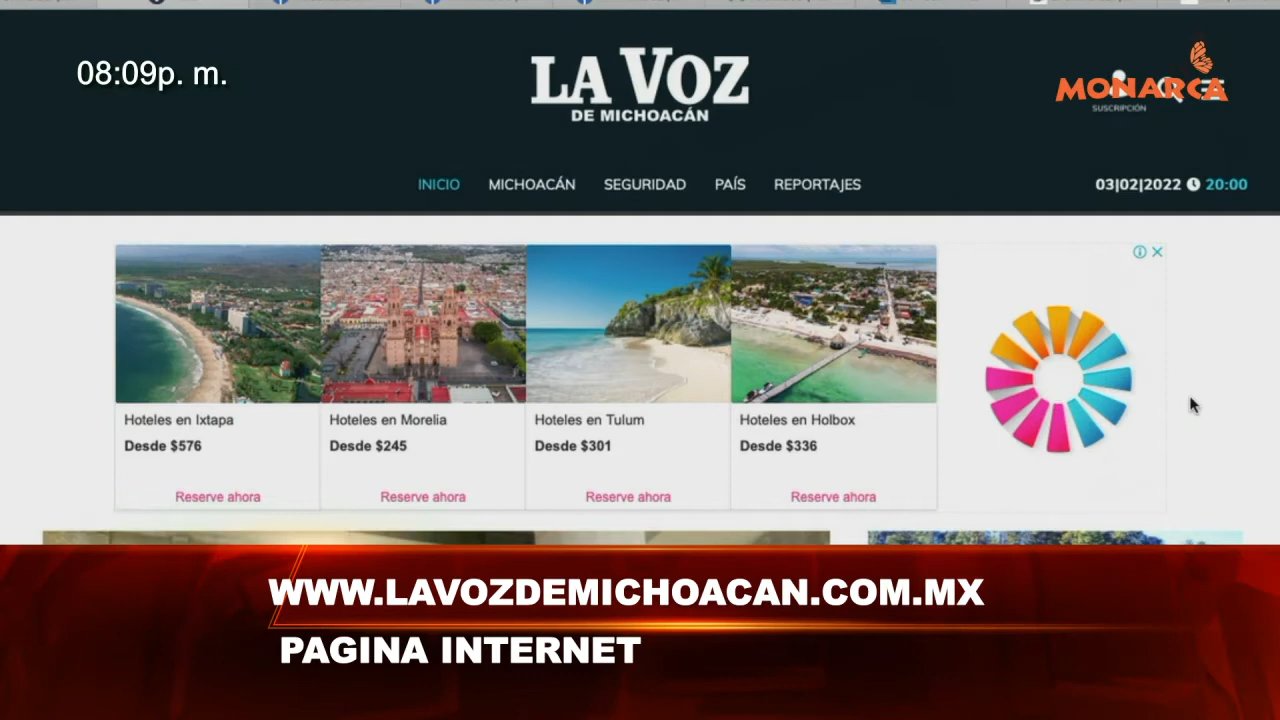 08:09p. m.
LA VOZ
DE MICHOACÁN
MONARCA
SUSCRIPCIÓN
INICIO MICHOACÁN SEGURIDAD PAÍS REPORTAJES
03|02|2022 20:00
Hoteles en Ixtapa
Desde $576
Reserve ahora
Hoteles en Morelia
Desde $245
Reserve ahora
Hoteles en Tulum
Desde $301
Reserve ahora
Hoteles en Holbox
Desde $336
Reserve ahora
WWW.LAVOZDEMICHOACAN.COM.MX
PAGINA INTERNET